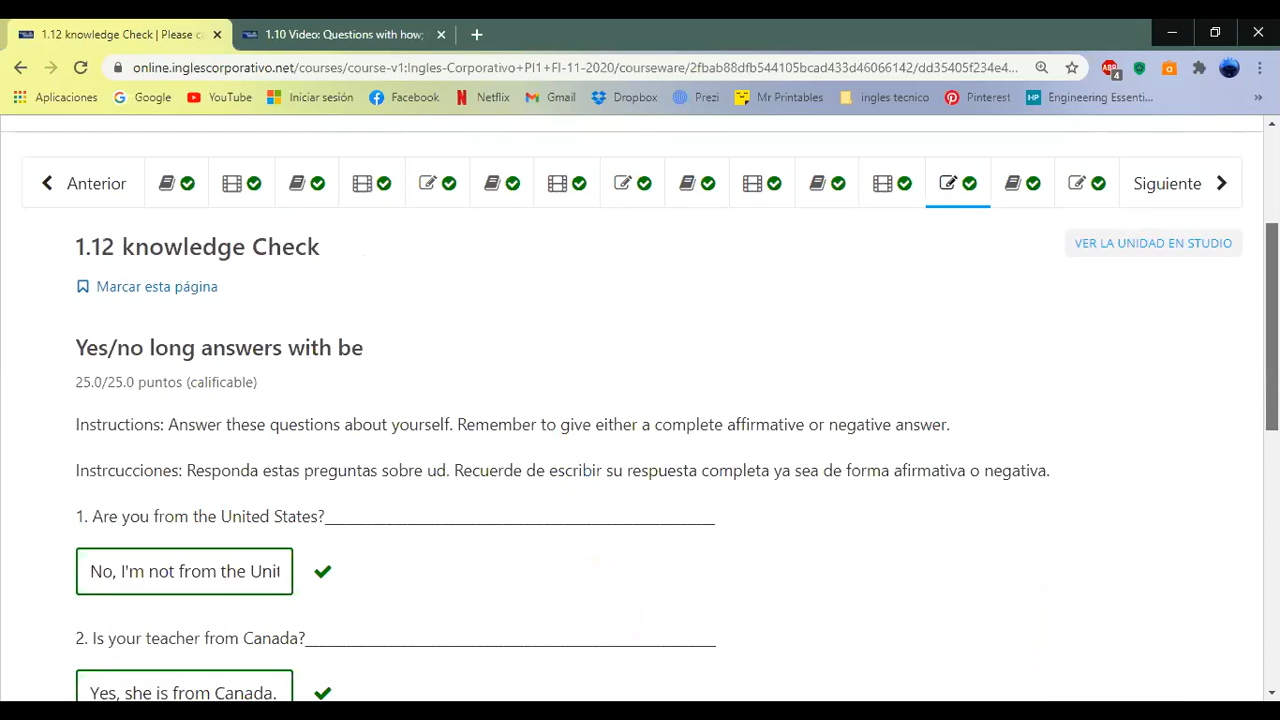 1.12 knowledge Check | Please c
1.10 Video: Questions with how;
online.inglescorporativo.net/courses/course-v1:Ingles-Corporativo+PI1+FI-11-2020/courseware/2fbab88dfb544105bcad433d46066142/dd35405f234e4...
ABP
4
Aplicaciones
Google
YouTube
Iniciar sesión
Facebook
Netflix
Gmail
Dropbox
Prezi
Mr Printables
ingles tecnico
Pinterest
HP
Engineering Essenti...
»
Anterior
Siguiente
1.12 knowledge Check
VER LA UNIDAD EN STUDIO
Marcar esta página
Yes/no long answers with be
25.0/25.0 puntos (calificable)
Instructions: Answer these questions about yourself. Remember to give either a complete affirmative or negative answer.
Instrcucciones: Responda estas preguntas sobre ud. Recuerde de escribir su respuesta completa ya sea de forma afirmativa o negativa.
1. Are you from the United States?__________________________________________
No, I'm not from the Unit
2. Is your teacher from Canada?____________________________________________
Yes, she is from Canada.